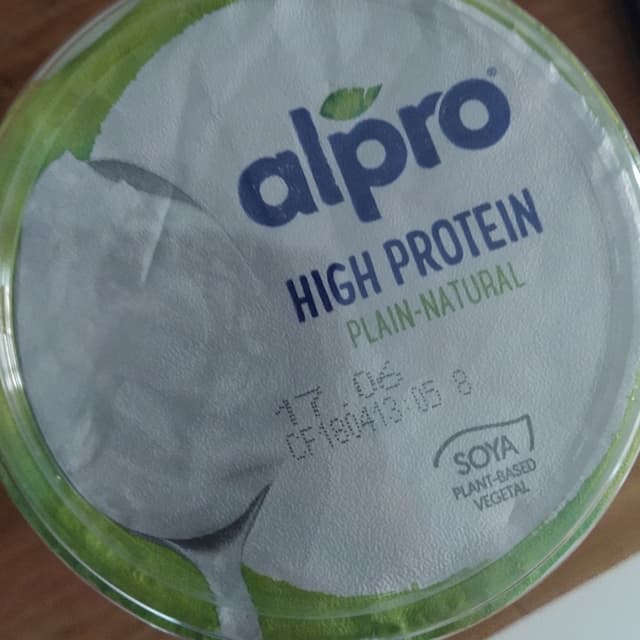 alpro
HIGH PROTEIN
PLAIN-NATURAL
17 06
CF180413:05 8
SOYA
PLANT-BASED
VEGETAL